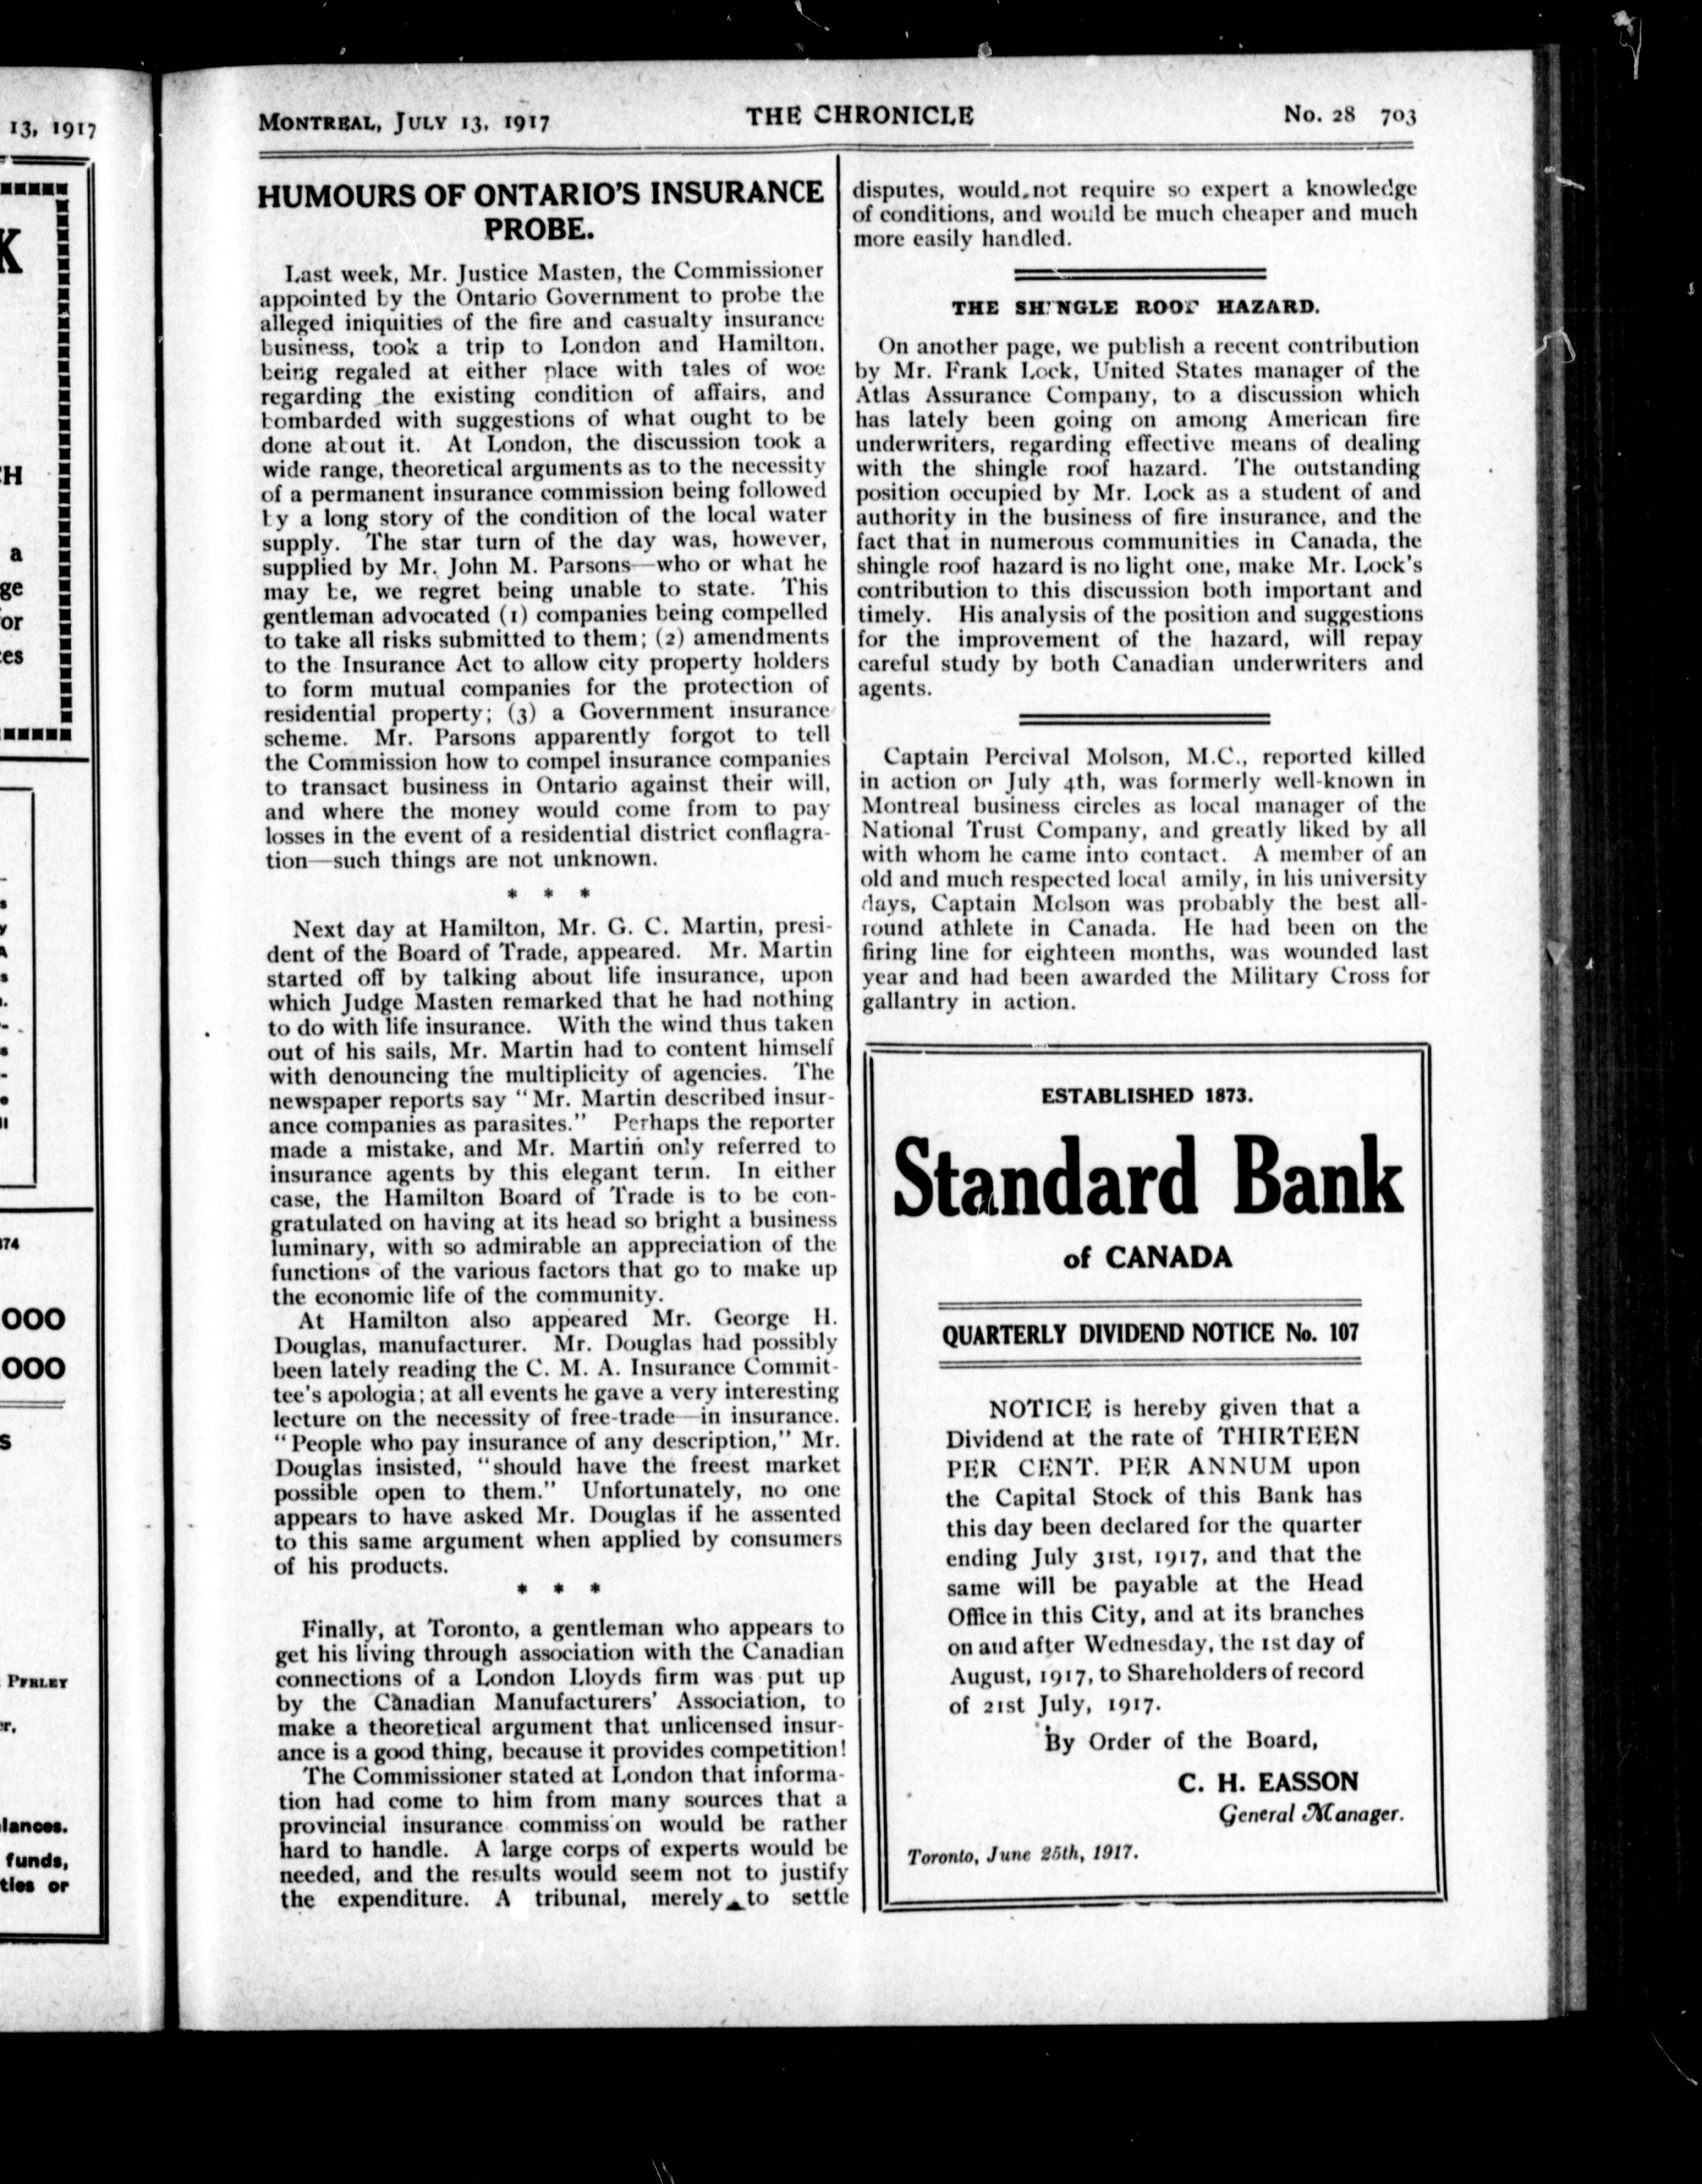 13, 1917
K
CH
a
ge
for
ces
874
,000
,000
S
PERLEY
er,
lances.
funds,
ties or
MONTREAL, JULY 13, 1917 THE CHRONICLE No. 28 703
HUMOURS OF ONTARIO'S INSURANCE
PROBE.
Last week, Mr. Justice Masten, the Commissioner
appointed by the Ontario Government to probe the
alleged iniquities of the fire and casualty insurance
business, took a trip to London and Hamilton,
being regaled at either place with tales of woe
regarding the existing condition of affairs, and
bombarded with suggestions of what ought to be
done about it. At London, the discussion took a
wide range, theoretical arguments as to the necessity
of a permanent insurance commission being followed
by a long story of the condition of the local water
supply. The star turn of the day was, however,
supplied by Mr. John M. Parsons—who or what he
may be, we regret being unable to state. This
gentleman advocated (1) companies being compelled
to take all risks submitted to them; (2) amendments
to the Insurance Act to allow city property holders
to form mutual companies for the protection of
residential property; (3) a Government insurance
scheme. Mr. Parsons apparently forgot to tell
the Commission how to compel insurance companies
to transact business in Ontario against their will,
and where the money would come from to pay
losses in the event of a residential district conflagra-
tion—such things are not unknown.
* * *
Next day at Hamilton, Mr. G. C. Martin, presi-
dent of the Board of Trade, appeared. Mr. Martin
started off by talking about life insurance, upon
which Judge Masten remarked that he had nothing
to do with life insurance. With the wind thus taken
out of his sails, Mr. Martin had to content himself
with denouncing the multiplicity of agencies. The
newspaper reports say "Mr. Martin described insur-
ance companies as parasites." Perhaps the reporter
made a mistake, and Mr. Martin only referred to
insurance agents by this elegant term. In either
case, the Hamilton Board of Trade is to be con-
gratulated on having at its head so bright a business
luminary, with so admirable an appreciation of the
functions of the various factors that go to make up
the economic life of the community.
At Hamilton also appeared Mr. George H.
Douglas, manufacturer. Mr. Douglas had possibly
been lately reading the C. M. A. Insurance Commit-
tee's apologia; at all events he gave a very interesting
lecture on the necessity of free-trade—in insurance.
"People who pay insurance of any description," Mr.
Douglas insisted, "should have the freest market
possible open to them." Unfortunately, no one
appears to have asked Mr. Douglas if he assented
to this same argument when applied by consumers
of his products.
* * *
Finally, at Toronto, a gentleman who appears to
get his living through association with the Canadian
connections of a London Lloyds firm was put up
by the Canadian Manufacturers' Association, to
make a theoretical argument that unlicensed insur-
ance is a good thing, because it provides competition!
The Commissioner stated at London that informa-
tion had come to him from many sources that a
provincial insurance commiss on would be rather
hard to handle. A large corps of experts would be
needed, and the results would seem not to justify
the expenditure. A tribunal, merely to settle
disputes, would not require so expert a knowledge
of conditions, and would be much cheaper and much
more easily handled.
THE SHINGLE ROOF HAZARD.
On another page, we publish a recent contribution
by Mr. Frank Lock, United States manager of the
Atlas Assurance Company, to a discussion which
has lately been going on among American fire
underwriters, regarding effective means of dealing
with the shingle roof hazard. The outstanding
position occupied by Mr. Lock as a student of and
authority in the business of fire insurance, and the
fact that in numerous communities in Canada, the
shingle roof hazard is no light one, make Mr. Lock's
contribution to this discussion both important and
timely. His analysis of the position and suggestions
for the improvement of the hazard, will repay
careful study by both Canadian underwriters and
agents.
Captain Percival Molson, M.C., reported killed
in action on July 4th, was formerly well-known in
Montreal business circles as local manager of the
National Trust Company, and greatly liked by all
with whom he came into contact. A member of an
old and much respected local amily, in his university
days, Captain Molson was probably the best all-
round athlete in Canada. He had been on the
firing line for eighteen months, was wounded last
year and had been awarded the Military Cross for
gallantry in action.
ESTABLISHED 1873.
Standard Bank
of CANADA
QUARTERLY DIVIDEND NOTICE No. 107
NOTICE is hereby given that a
Dividend at the rate of THIRTEEN
PER CENT. PER ANNUM upon
the Capital Stock of this Bank has
this day been declared for the quarter
ending July 31st, 1917, and that the
same will be payable at the Head
Office in this City, and at its branches
on and after Wednesday, the 1st day of
August, 1917, to Shareholders of record
of 21st July, 1917.
By Order of the Board,
C. H. EASSON
General Manager.
Toronto, June 25th, 1917.